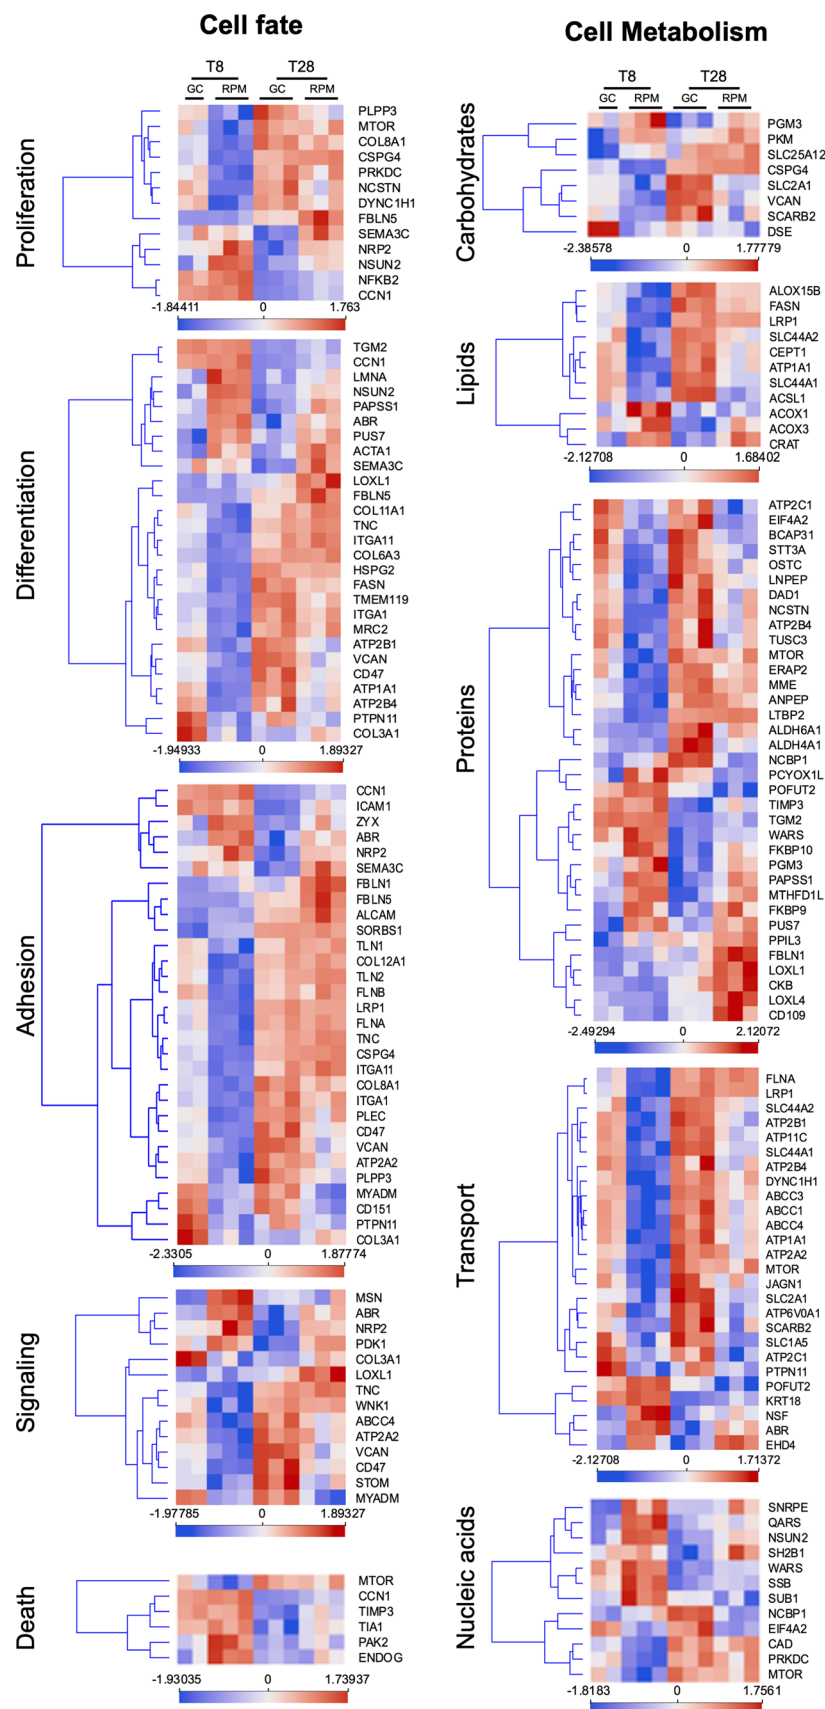 Cell fate
T8
T28
GC
RPM
GC
RPM
Proliferation
PLPP3
MTOR
COL8A1
CSPG4
PRKDC
NCSTN
DYNC1H1
FBLN5
SEMA3C
NRP2
NSUN2
NFKB2
CCN1
-1.84411
0
1.763
Differentiation
TGM2
CCN1
LMNA
NSUN2
PAPSS1
ABR
PUS7
ACTA1
SEMA3C
LOXL1
FBLN5
COL11A1
TNC
ITGA11
COL6A3
HSPG2
FASN
TMEM119
ITGA1
MRC2
ATP2B1
VCAN
CD47
ATP1A1
ATP2B4
PTPN11
COL3A1
-1.94933
0
1.89327
Adhesion
CCN1
ICAM1
ZYX
ABR
NRP2
SEMA3C
FBLN1
FBLN5
ALCAM
SORBS1
TLN1
COL12A1
TLN2
FLNB
LRP1
FLNA
TNC
CSPG4
ITGA11
COL8A1
ITGA1
PLEC
CD47
VCAN
ATP2A2
PLPP3
MYADM
CD151
PTPN11
COL3A1
-2.3305
0
1.87774
Signaling
MSN
ABR
NRP2
PDK1
COL3A1
LOXL1
TNC
WNK1
ABCC4
ATP2A2
VCAN
CD47
STOM
MYADM
-1.97785
0
1.89327
Death
MTOR
CCN1
TIMP3
TIA1
PAK2
ENDOG
-1.93035
0
1.73937
Cell Metabolism
T8
T28
GC
RPM
GC
RPM
Carbohydrates
PGM3
PKM
SLC25A12
CSPG4
SLC2A1
VCAN
SCARB2
DSE
-2.38578
0
1.77779
Lipids
ALOX15B
FASN
LRP1
SLC44A2
CEPT1
ATP1A1
SLC44A1
ACSL1
ACOX1
ACOX3
CRAT
-2.12708
0
1.68402
Proteins
ATP2C1
EIF4A2
BCAP31
STT3A
OSTC
LNPEP
DAD1
NCSTN
ATP2B4
TUSC3
MTOR
ERAP2
MME
ANPEP
LTBP2
ALDH6A1
ALDH4A1
NCBP1
PCYOX1L
POFUT2
TIMP3
TGM2
WARS
FKBP10
PGM3
PAPSS1
MTHFD1L
FKBP9
PUS7
PPIL3
FBLN1
LOXL1
CKB
LOXL4
CD109
-2.49294
0
2.12072
Transport
FLNA
LRP1
SLC44A2
ATP2B1
ATP11C
SLC44A1
ATP2B4
DYNC1H1
ABCC3
ABCC1
ABCC4
ATP1A1
ATP2A2
MTOR
JAGN1
SLC2A1
ATP6V0A1
SCARB2
SLC1A5
ATP2C1
PTPN11
POFUT2
KRT18
NSF
ABR
EHD4
-2.12708
0
1.71372
Nucleic acids
SNRPE
QARS
NSUN2
SH2B1
WARS
SSB
SUB1
NCBP1
EIF4A2
CAD
PRKDC
MTOR
-1.8183
0
1.7561